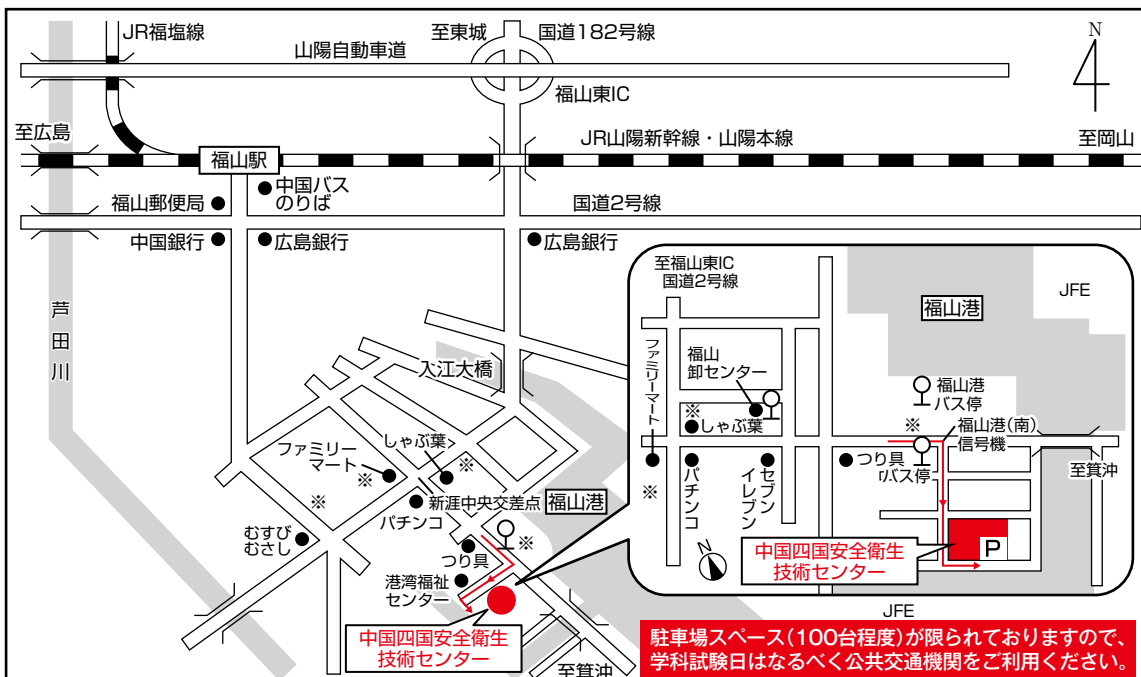 JR福塩線
至東城
国道182号線
山陽自動車道
福山東IC
N
至広島
JR山陽新幹線・山陽本線
至岡山
福山駅
中国バス
のりば
福山郵便局
国道2号線
中国銀行
広島銀行
広島銀行
芦田川
入江大橋
ファミリー
マート
しゃぶ葉
※
※
※
パチンコ
新涯中央交差点
福山港
むすび
むさし
つり具
※
港湾福祉
センター
中国四国安全衛生
技術センター
至箕沖
至福山東IC
国道2号線
JFE
福山港
ファミリーマート
福山
卸センター
※
しゃぶ葉
福山港
バス停
※
福山港(南)
信号機
※
パチンコ
セブン
イレブン
つり具
バス停
至箕沖
N
中国四国安全衛生
技術センター
P
JFE
駐車場スペース(100台程度)が限られておりますので、
学科試験日はなるべく公共交通機関をご利用ください。